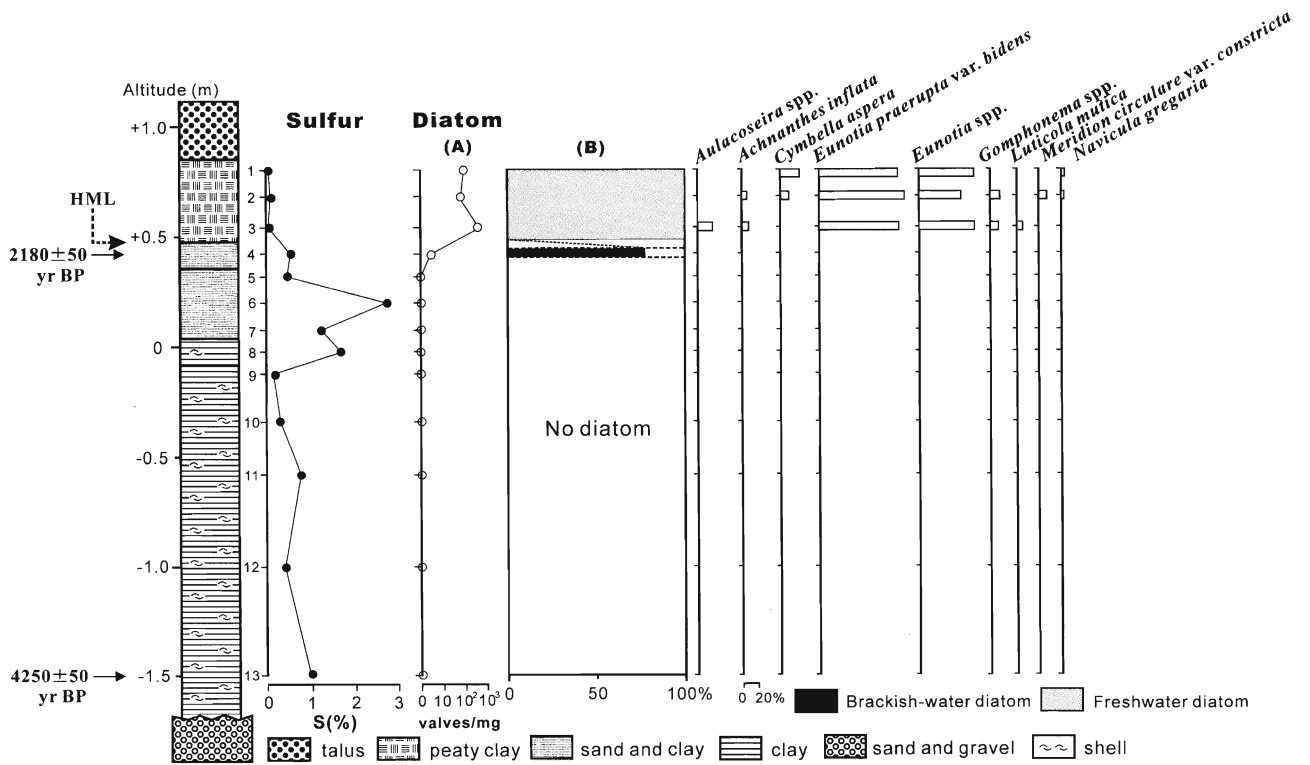 Altitude (m)
+1.0
+0.5
0
-0.5
-1.0
-1.5
HML
2180±50
yr BP
4250±50
yr BP
Sulfur
1
2
3
4
5
6
7
8
9
10
11
12
13
0 1 2 3
S(%)
Diatom
(A)
0 10 10² 10³
valves/mg
(B)
No diatom
0 50 100%
Aulacoseira spp.
Achnanthes inflata
Cymbella aspera
Eunotia praerupta var. bidens
Eunotia spp.
Gomphonema spp.
Luticola mutica
Meridion circulare var. constricta
Navicula gregaria
0 20%
Brackish-water diatom
Freshwater diatom
talus
peaty clay
sand and clay
clay
sand and gravel
shell